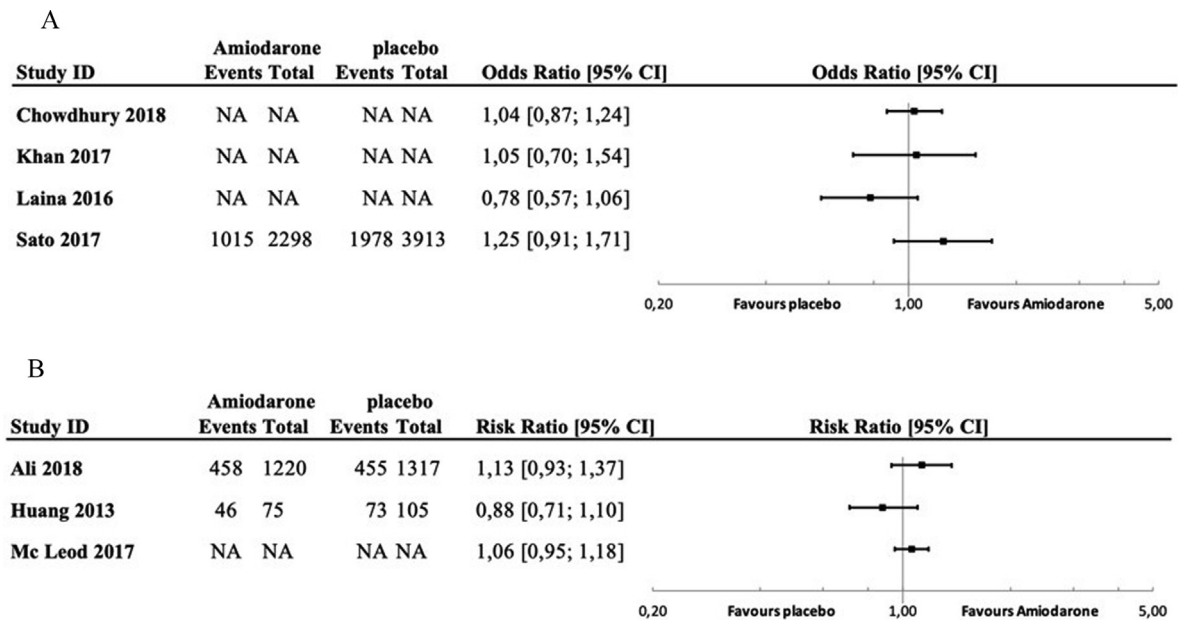 A
Amiodarone placebo
Study ID Events Total Events Total Odds Ratio [95% CI] Odds Ratio [95% CI]
Chowdhury 2018 NA NA NA NA 1,04 [0,87; 1,24]
Khan 2017 NA NA NA NA 1,05 [0,70; 1,54]
Laina 2016 NA NA NA NA 0,78 [0,57; 1,06]
Sato 2017 1015 2298 1978 3913 1,25 [0,91; 1,71]
0,20 Favours placebo 1,00 Favours Amiodarone 5,00
B
Amiodarone placebo
Study ID Events Total Events Total Risk Ratio [95% CI] Risk Ratio [95% CI]
Ali 2018 458 1220 455 1317 1,13 [0,93; 1,37]
Huang 2013 46 75 73 105 0,88 [0,71; 1,10]
Mc Leod 2017 NA NA NA NA 1,06 [0,95; 1,18]
0,20 Favours placebo 1,00 Favours Amiodarone 5,00